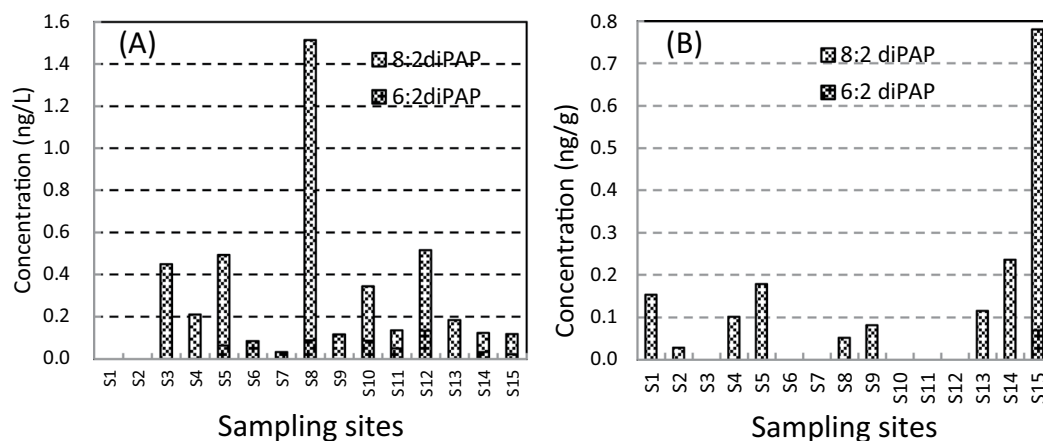 (A)
8:2diPAP
6:2diPAP
Concentration (ng/L)
1.6
1.4
1.2
1.0
0.8
0.6
0.4
0.2
0.0
S1 S2 S3 S4 S5 S6 S7 S8 S9 S10 S11 S12 S13 S14 S15
Sampling sites
(B)
8:2 diPAP
6:2 diPAP
Concentration (ng/g)
0.8
0.7
0.6
0.5
0.4
0.3
0.2
0.1
0.0
S1 S2 S3 S4 S5 S6 S7 S8 S9 S10 S11 S12 S13 S14 S15
Sampling sites